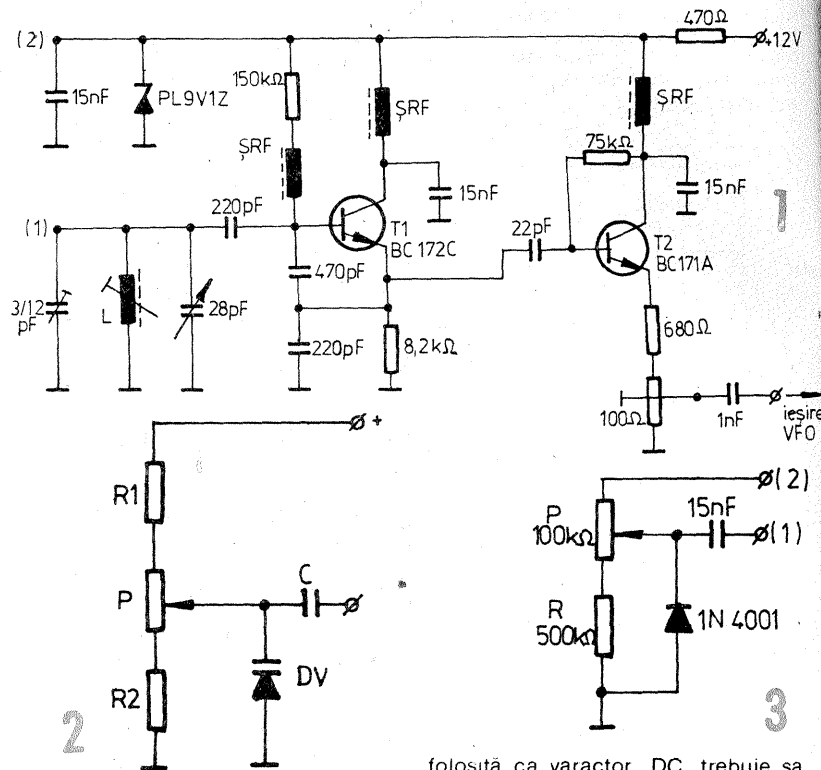 470Ω
(2)
+12V
15nF
PL9V1Z
150kΩ
ŞRF
ŞRF
ŞRF
75kΩ
15nF
15nF
1
(1)
220pF
T1
BC 172C
22pF
T2
BC171A
3/12
pF
L
28pF
470pF
220pF
8,2kΩ
680Ω
100Ω
1nF
ieşire
VFO
+
R1
P
C
R2
DV
2
(2)
P
100kΩ
15nF
(1)
R
500kΩ
1N 4001
3
folosită ca varactor, DC, trebuie sa